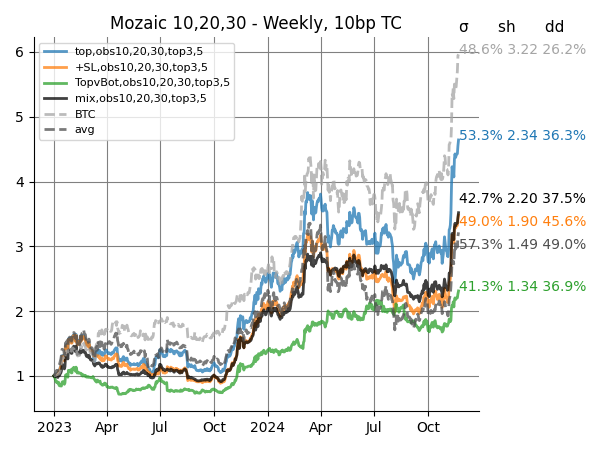 Mozaic 10,20,30 - Weekly, 10bp TC
σ sh dd
top,obs10,20,30,top3,5
+SL,obs10,20,30,top3,5
TopvBot,obs10,20,30,top3,5
mix,obs10,20,30,top3,5
BTC
avg
48.6% 3.22 26.2%
53.3% 2.34 36.3%
42.7% 2.20 37.5%
49.0% 1.90 45.6%
57.3% 1.49 49.0%
41.3% 1.34 36.9%
6
5
4
3
2
1
2023 Apr Jul Oct 2024 Apr Jul Oct